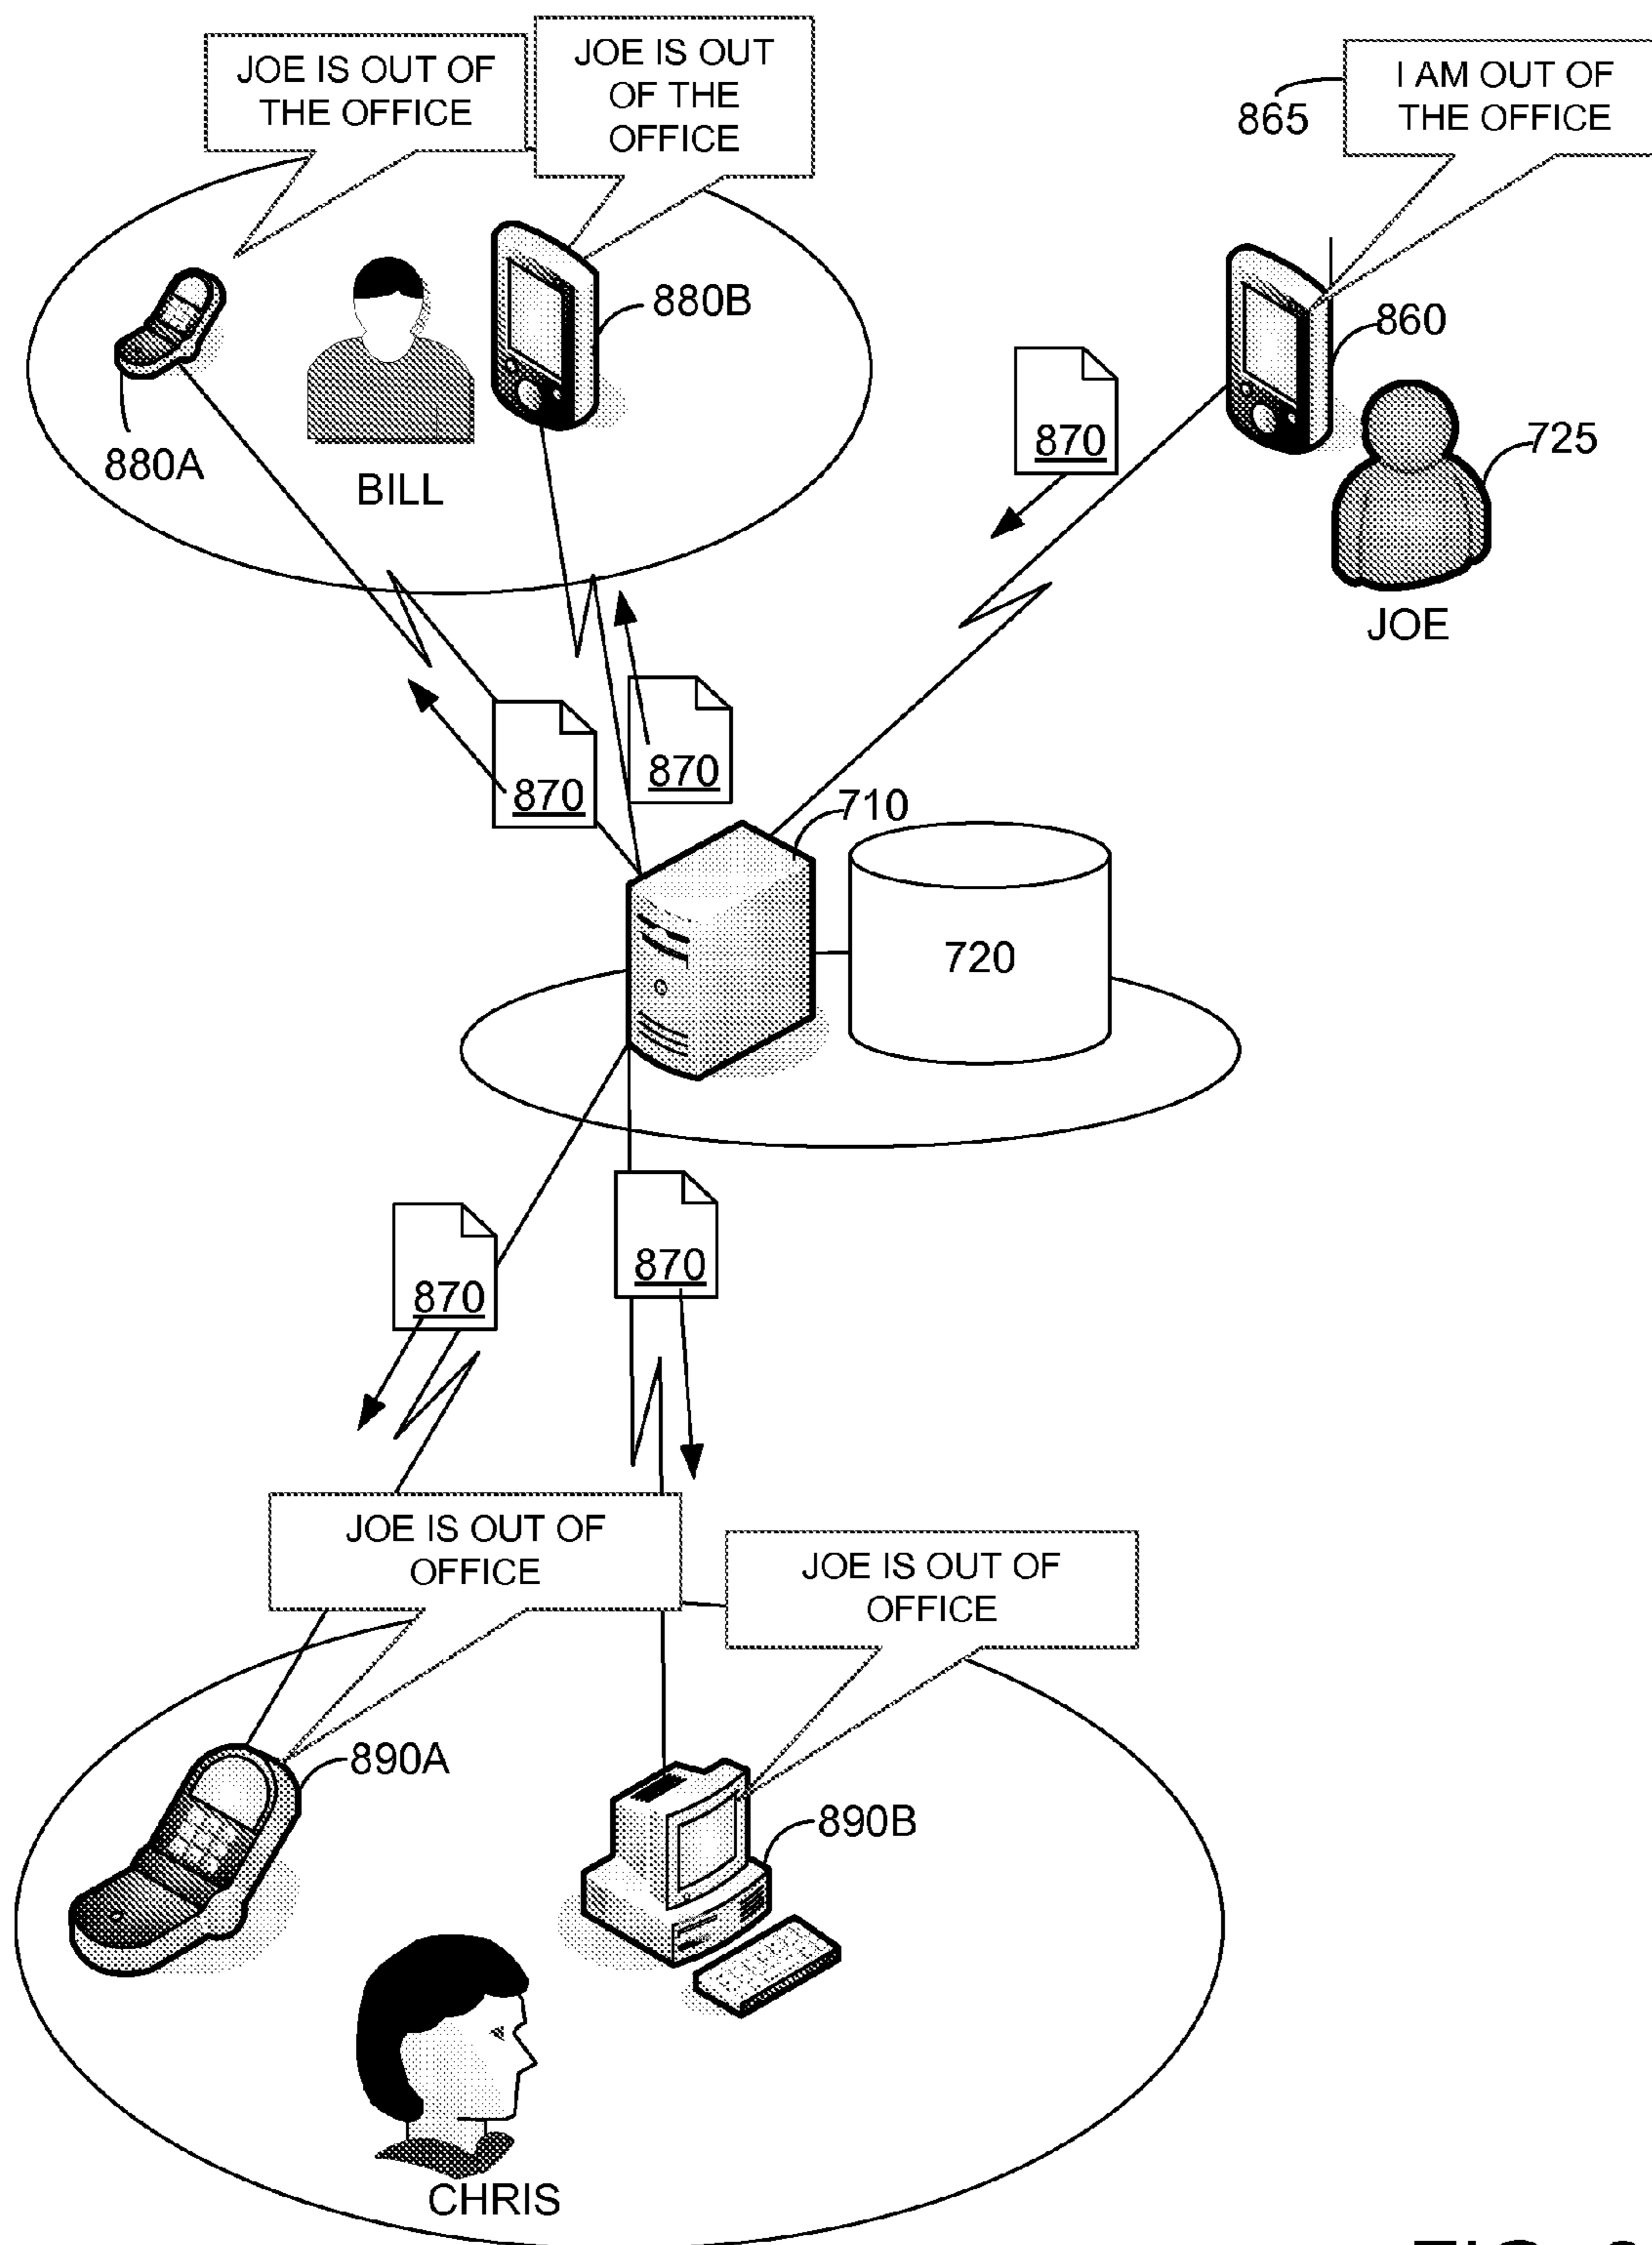 JOE IS OUT OF
THE OFFICE
JOE IS OUT
OF THE
OFFICE
I AM OUT OF
THE OFFICE
865
880B
860
870
725
880A
BILL
JOE
870
870
710
720
870
870
JOE IS OUT OF
OFFICE
JOE IS OUT OF
OFFICE
890A
890B
CHRIS